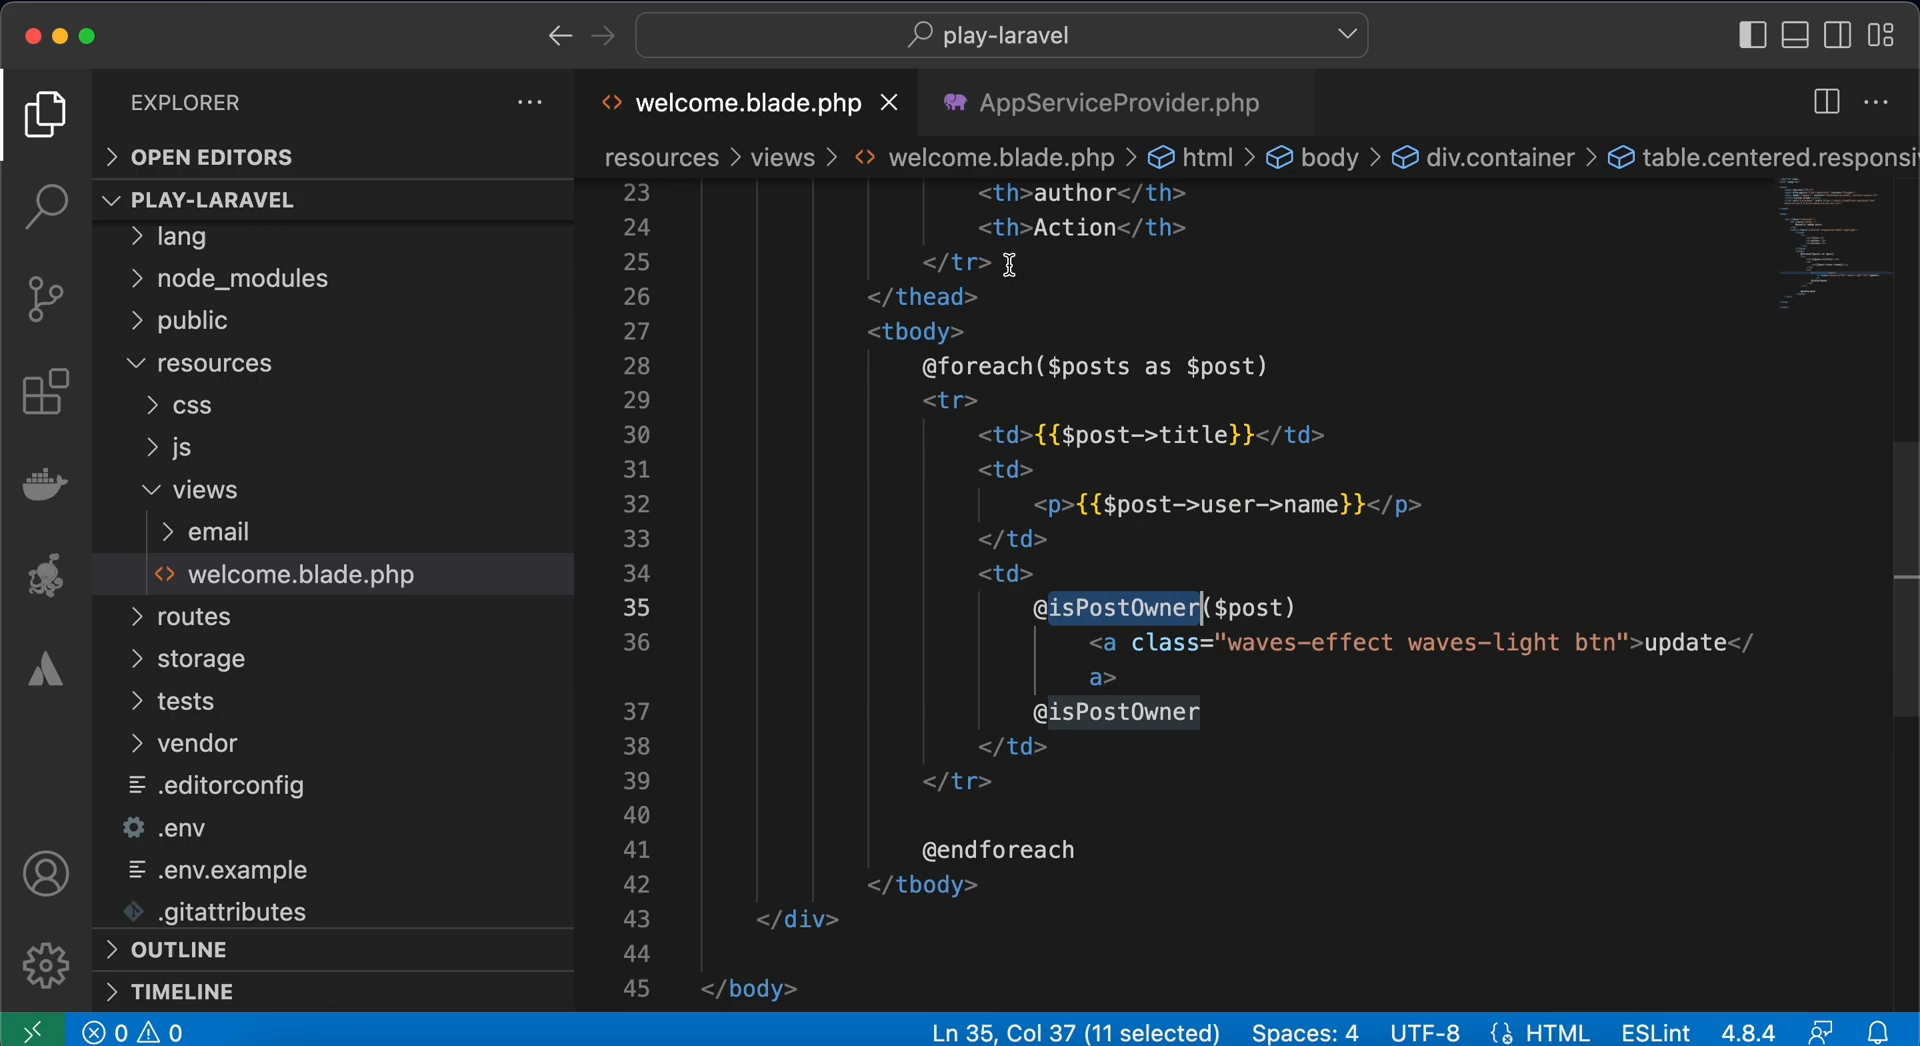 play-laravel
EXPLORER
OPEN EDITORS
PLAY-LARAVEL
lang
node_modules
public
resources
css
js
views
email
welcome.blade.php
routes
storage
tests
vendor
.editorconfig
.env
.env.example
.gitattributes
OUTLINE
TIMELINE
welcome.blade.php
AppServiceProvider.php
resources > views > welcome.blade.php > html > body > div.container > table.centered.responsi
23 <th>author</th>
24 <th>Action</th>
25 </tr>
26 </thead>
27 <tbody>
28 @foreach($posts as $post)
29 <tr>
30 <td>{{$post->title}}</td>
31 <td>
32 <p>{{$post->user->name}}</p>
33 </td>
34 <td>
35 @isPostOwner($post)
36 <a class="waves-effect waves-light btn">update</
a>
37 @isPostOwner
38 </td>
39 </tr>
40
41 @endforeach
42 </tbody>
43 </div>
44
45 </body>
0 0
Ln 35, Col 37 (11 selected) Spaces: 4 UTF-8 HTML ESLint 4.8.4